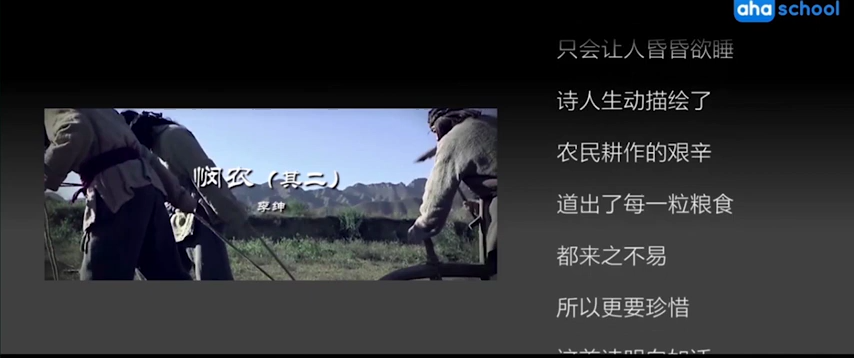 aha school
悯农（其二）
李绅
只会让人昏昏欲睡
诗人生动描绘了
农民耕作的艰辛
道出了每一粒粮食
都来之不易
所以更要珍惜